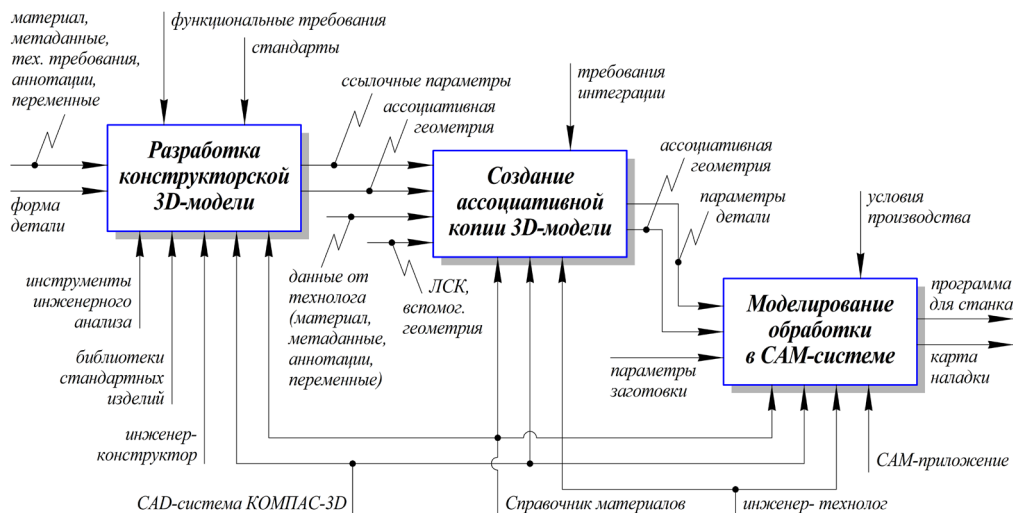 материал,
метаданные,
тех. требования,
аннотации,
переменные
функциональные требования
стандарты
ссылочные параметры
ассоциативная
геометрия
требования
интеграции
Разработка
конструкторской
3D-модели
форма
детали
Создание
ассоциативной
копии 3D-модели
ассоциативная
геометрия
параметры
детали
условия
производства
инструменты
инженерного
анализа
данные от
технолога
(материал,
метаданные,
аннотации,
переменные)
ЛСК,
вспомог.
геометрия
Моделирование
обработки
в САМ-системе
программа
для станка
карта
наладки
библиотеки
стандартных
изделий
параметры
заготовки
инженер-
конструктор
САМ-приложение
CAD-система КОМПАС-3D
Справочник материалов
инженер- технолог